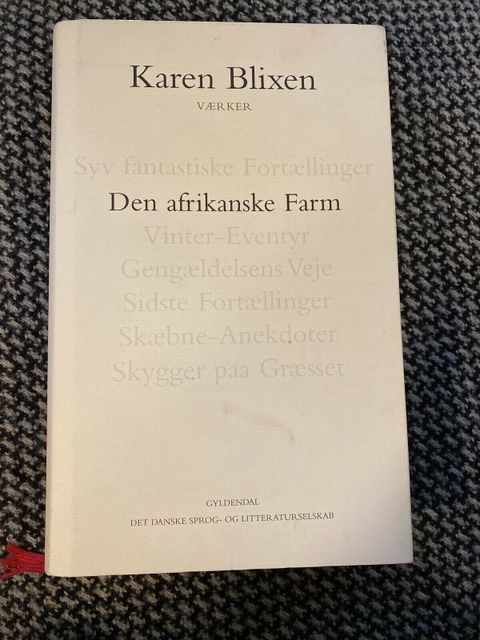 Karen Blixen
VÆRKER
Syv fantastiske Fortællinger
Den afrikanske Farm
Vinter-Eventyr
Gengældelsens Veje
Sidste Fortællinger
Skæbne-Anekdoter
Skygger paa Græsset
GYLDENDAL
DET DANSKE SPROG- OG LITTERATURSELSKAB